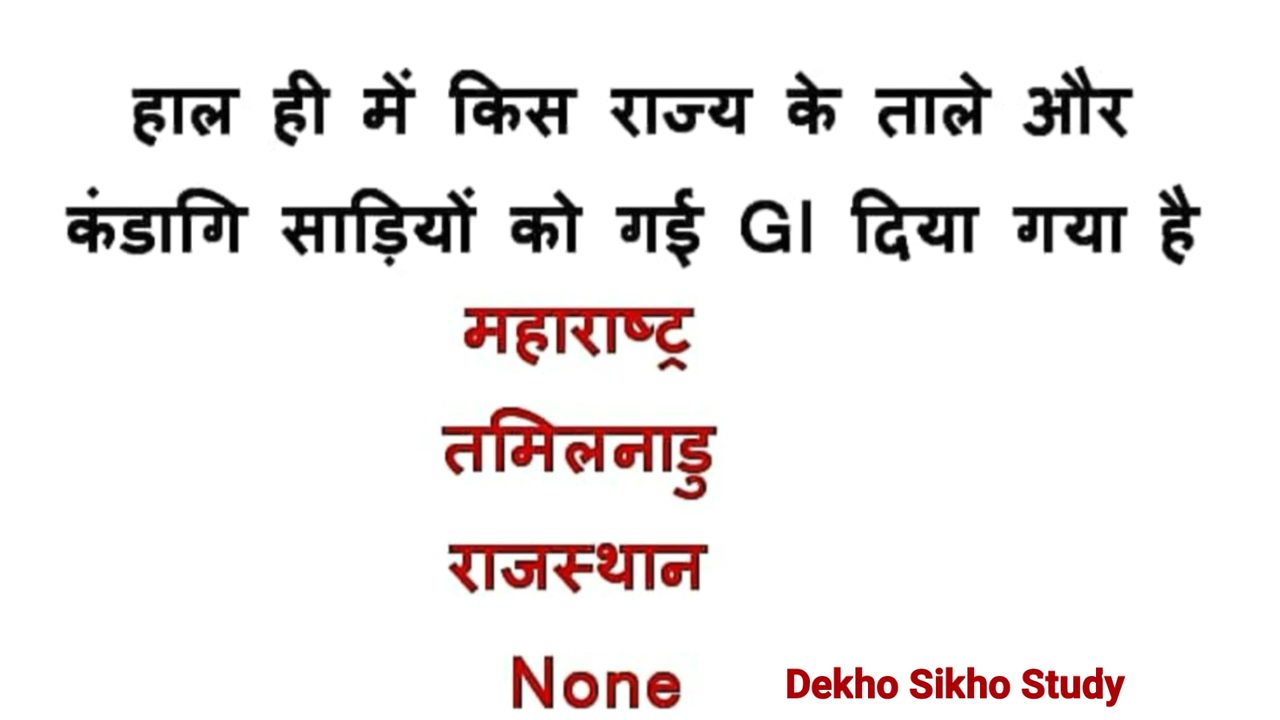 हाल ही में किस राज्य के ताले और
कंडागि साड़ियों को गई GI दिया गया है
महाराष्ट्र
तमिलनाडु
राजस्थान
None
Dekho Sikho Study